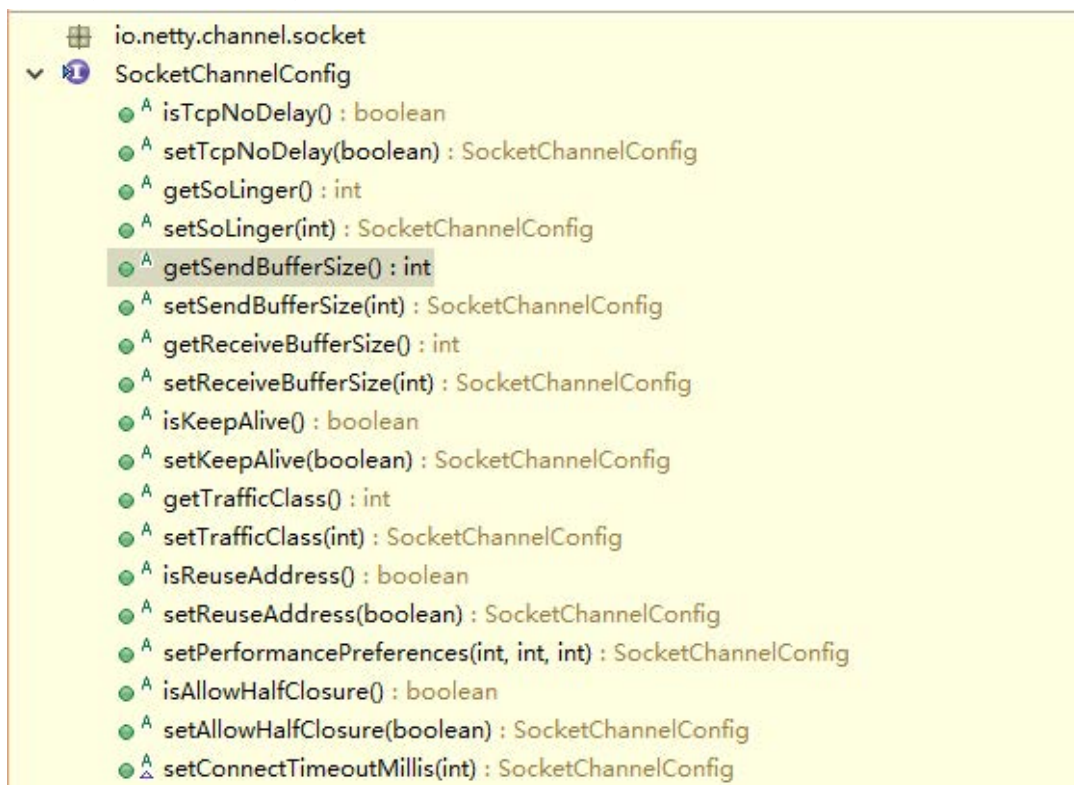 io.netty.channel.socket
SocketChannelConfig
A isTcpNoDelay() : boolean
A setTcpNoDelay(boolean) : SocketChannelConfig
A getSoLinger() : int
A setSoLinger(int) : SocketChannelConfig
A getSendBufferSize() : int
A setSendBufferSize(int) : SocketChannelConfig
A getReceiveBufferSize() : int
A setReceiveBufferSize(int) : SocketChannelConfig
A isKeepAlive() : boolean
A setKeepAlive(boolean) : SocketChannelConfig
A getTrafficClass() : int
A setTrafficClass(int) : SocketChannelConfig
A isReuseAddress() : boolean
A setReuseAddress(boolean) : SocketChannelConfig
A setPerformancePreferences(int, int, int) : SocketChannelConfig
A isAllowHalfClosure() : boolean
A setAllowHalfClosure(boolean) : SocketChannelConfig
A setConnectTimeoutMillis(int) : SocketChannelConfig